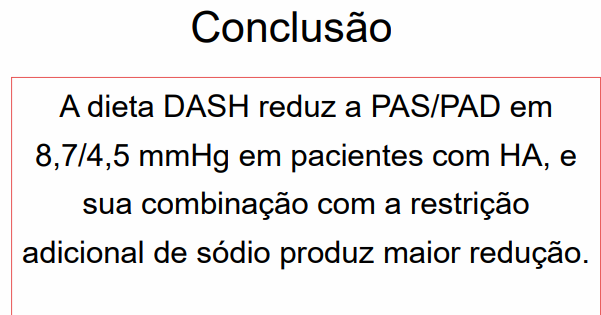 Conclusão
A dieta DASH reduz a PAS/PAD em
8,7/4,5 mmHg em pacientes com HA, e
sua combinação com a restrição
adicional de sódio produz maior redução.